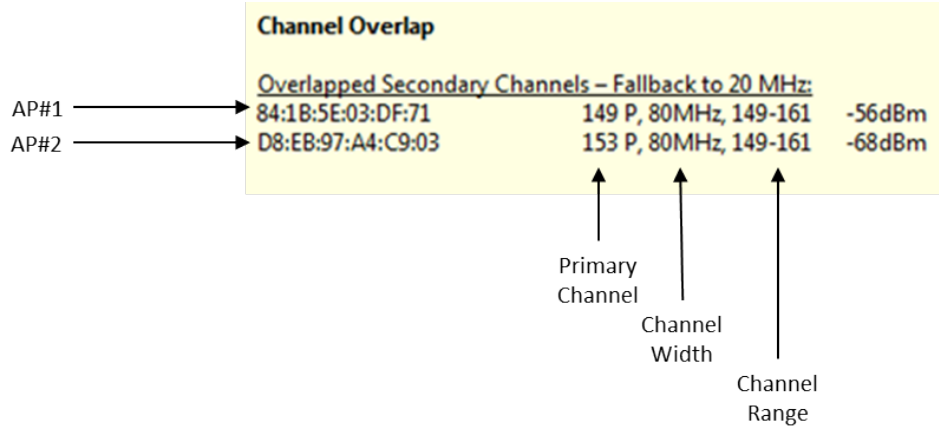 Channel Overlap
Overlapped Secondary Channels – Fallback to 20 MHz:
AP#1 84:1B:5E:03:DF:71 149 P, 80MHz, 149-161 -56dBm
AP#2 D8:EB:97:A4:C9:03 153 P, 80MHz, 149-161 -68dBm
Primary
Channel
Channel
Width
Channel
Range